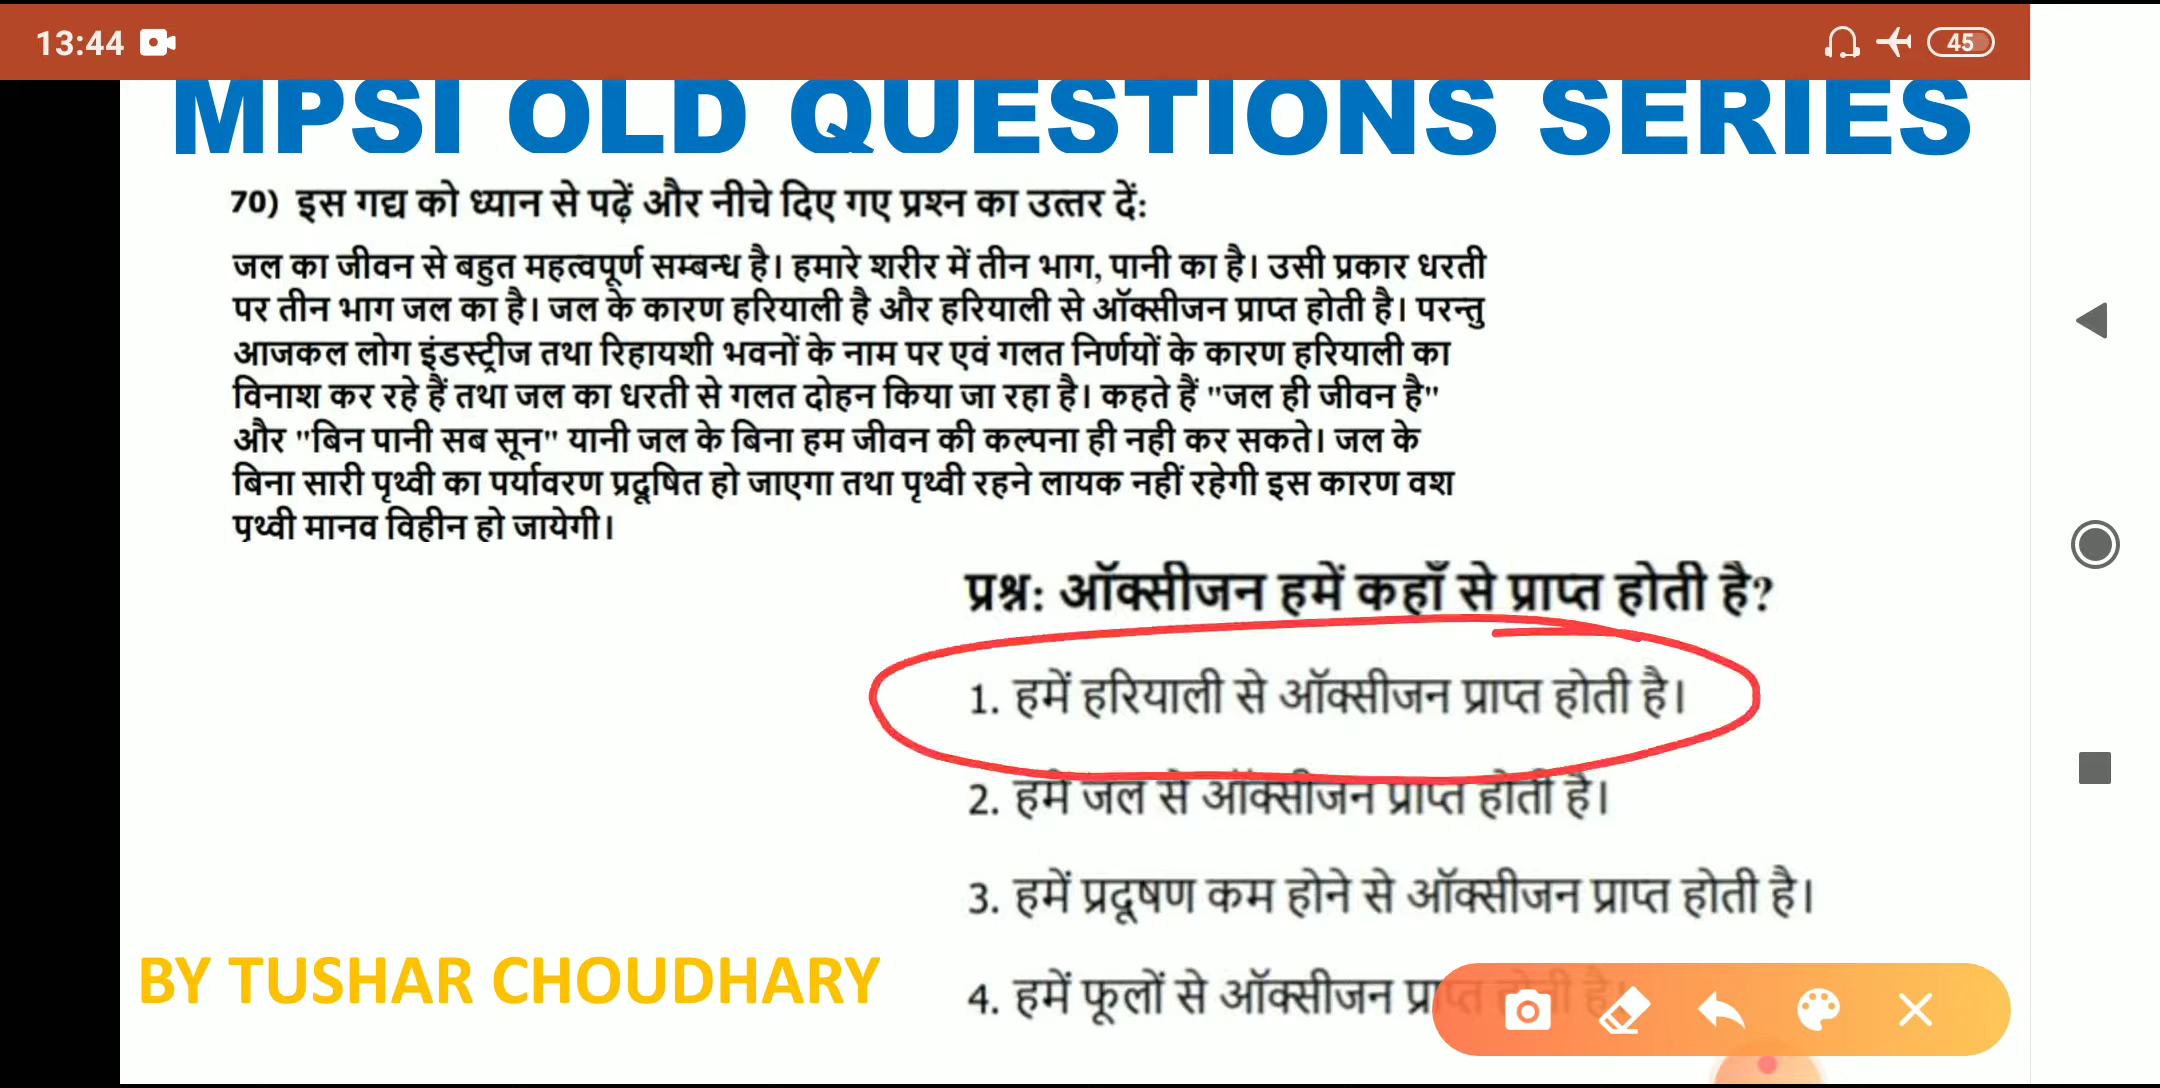 13:44
45
MPSI OLD QUESTIONS SERIES
70) इस गद्य को ध्यान से पढ़ें और नीचे दिए गए प्रश्न का उत्तर दें:
जल का जीवन से बहुत महत्वपूर्ण सम्बन्ध है। हमारे शरीर में तीन भाग, पानी का है। उसी प्रकार धरती
पर तीन भाग जल का है। जल के कारण हरियाली है और हरियाली से ऑक्सीजन प्राप्त होती है। परन्तु
आजकल लोग इंडस्ट्रीज तथा रिहायशी भवनों के नाम पर एवं गलत निर्णयों के कारण हरियाली का
विनाश कर रहे हैं तथा जल का धरती से गलत दोहन किया जा रहा है। कहते हैं "जल ही जीवन है"
और "बिन पानी सब सून" यानी जल के बिना हम जीवन की कल्पना ही नही कर सकते। जल के
बिना सारी पृथ्वी का पर्यावरण प्रदूषित हो जाएगा तथा पृथ्वी रहने लायक नहीं रहेगी इस कारण वश
पृथ्वी मानव विहीन हो जायेगी।
प्रश्न: ऑक्सीजन हमें कहाँ से प्राप्त होती है?
1. हमें हरियाली से ऑक्सीजन प्राप्त होती है।
2. हमें जल से ऑक्सीजन प्राप्त होती है।
3. हमें प्रदूषण कम होने से ऑक्सीजन प्राप्त होती है।
4. हमें फूलों से ऑक्सीजन प्राप्त होती है।
BY TUSHAR CHOUDHARY